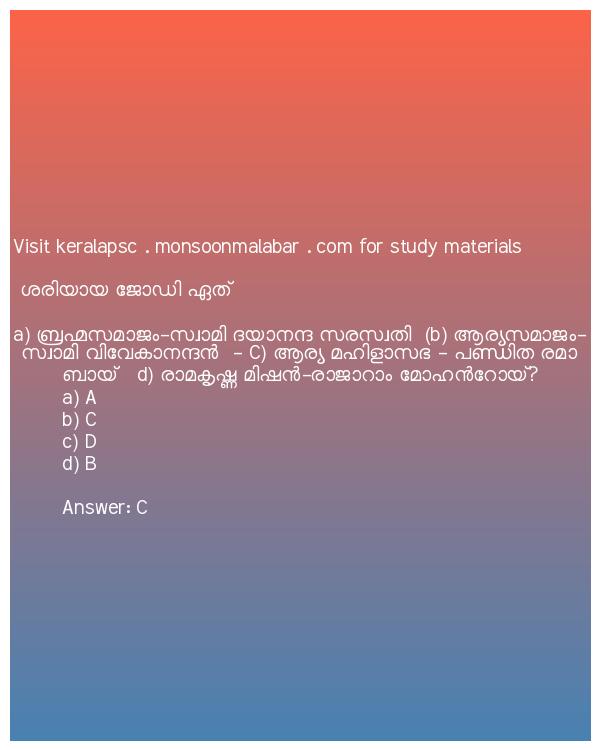 Visit keralapsc . monsoonmalabar . com for study materials
ശരിയായ ജോഡി ഏത്
a) ബ്രഹ്മസമാജം-സ്വാമി ദയാനന്ദ സരസ്വതി (b) ആര്യസമാജം-
സ്വാമി വിവേകാനന്ദൻ - C) ആര്യ മഹിളാസഭ - പണ്ഡിത രമാ
ബായ് d) രാമകൃഷ്ണ മിഷൻ-രാജാറാം മോഹൻറോയ്?
a) A
b) C
c) D
d) B
Answer: C